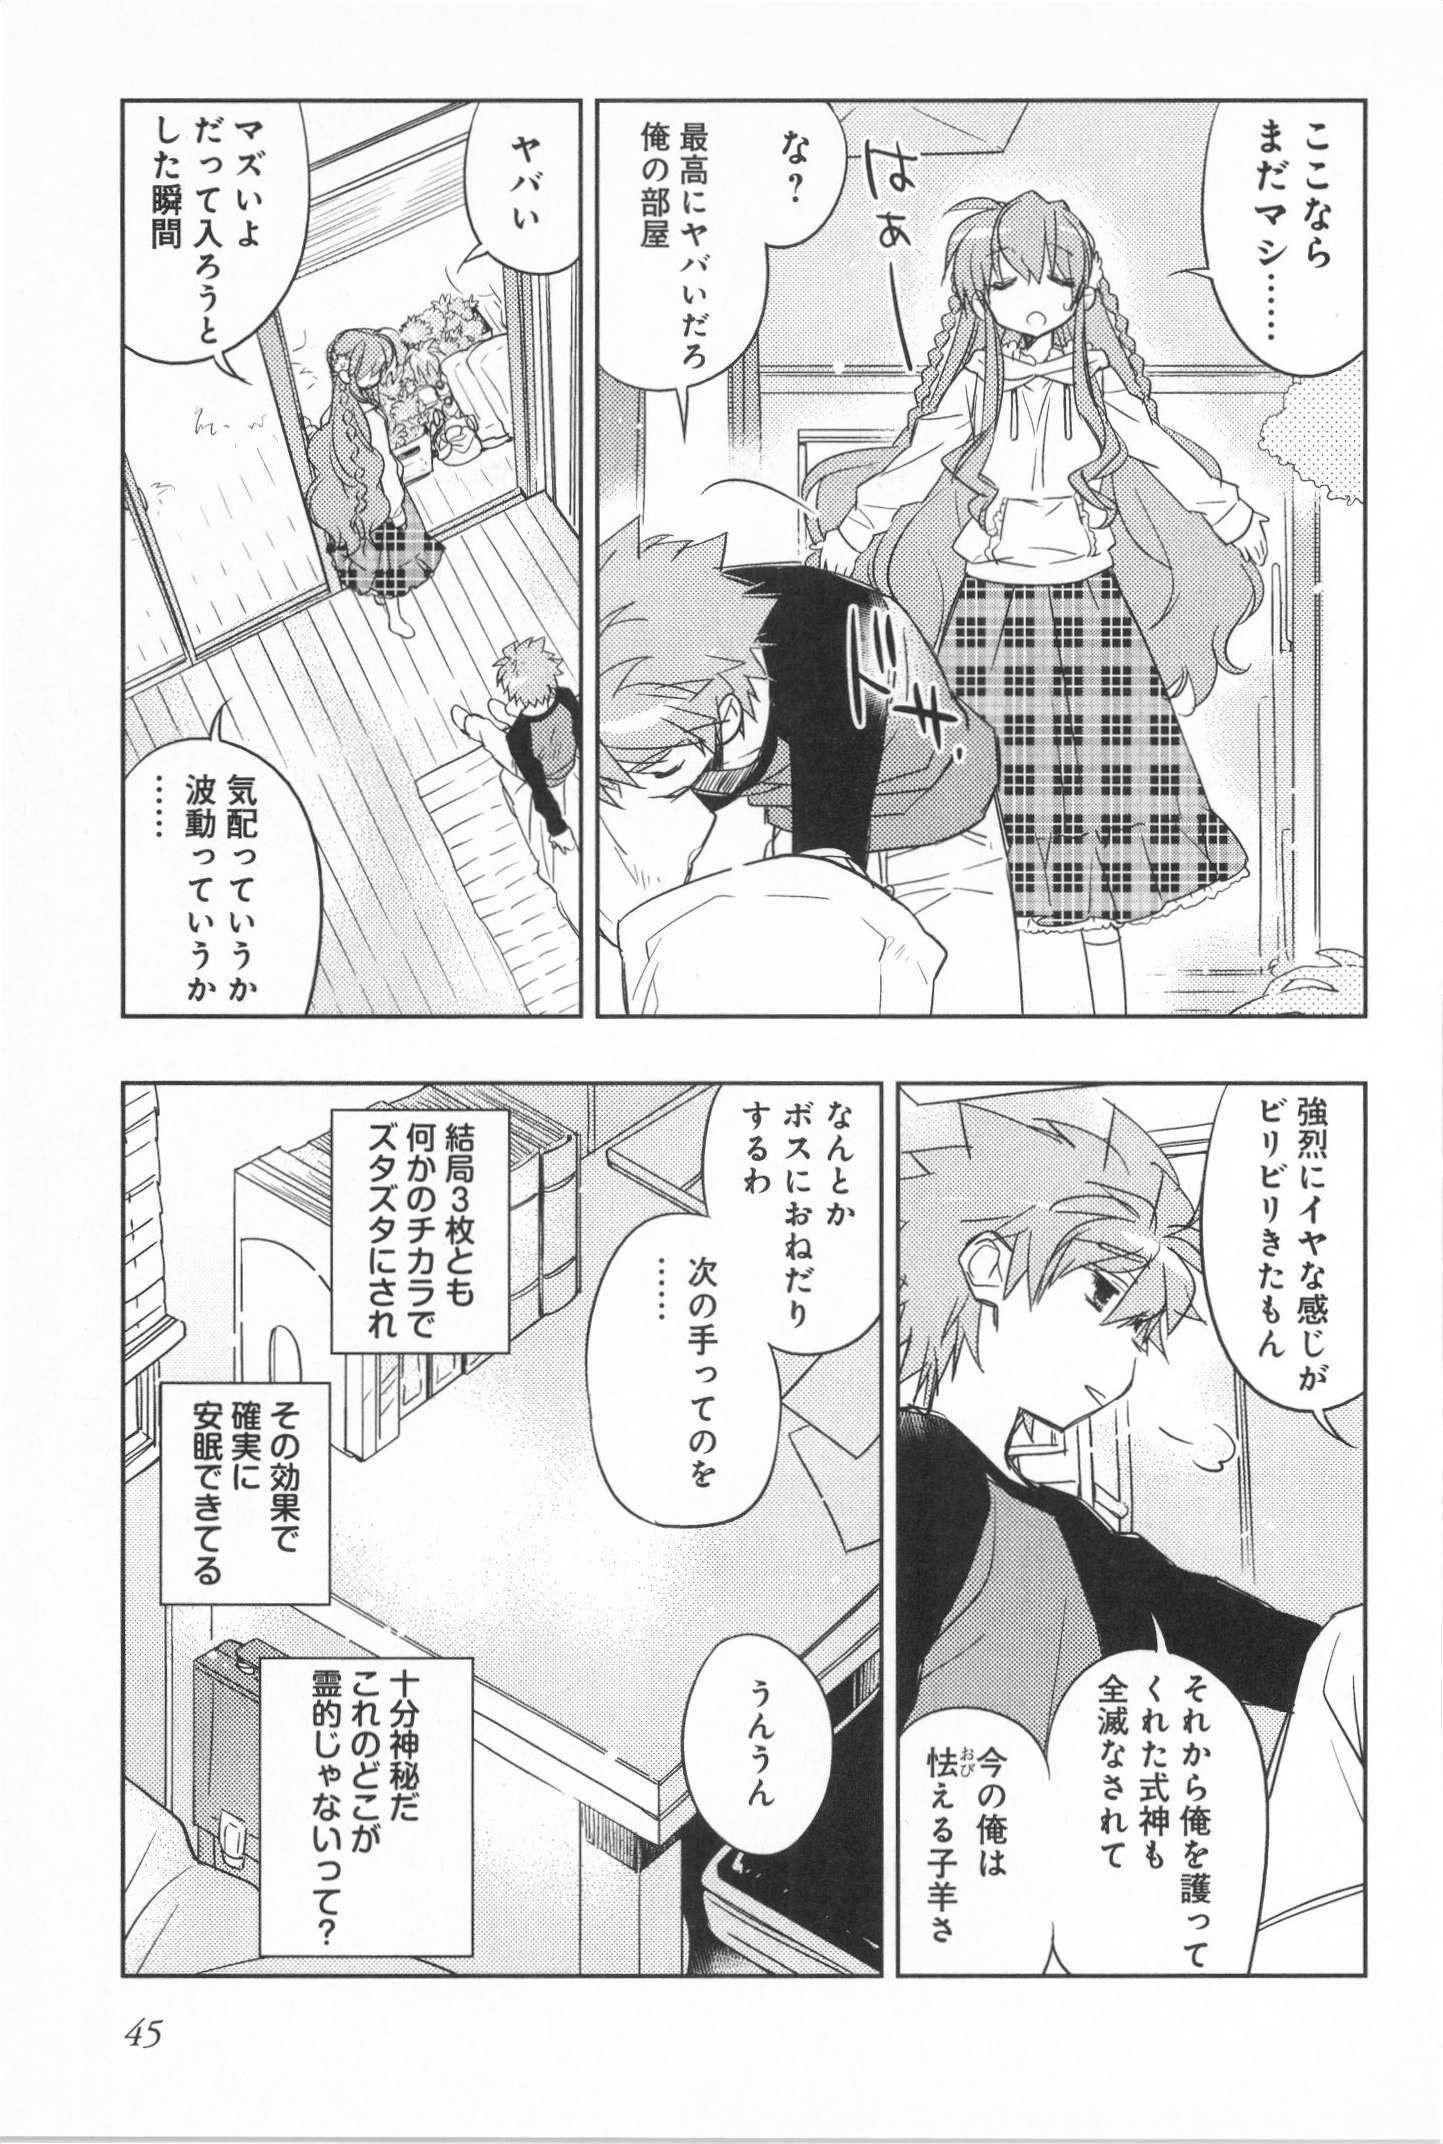 ここなら
まだマシ……
はぁー
な?
最高にヤバいだろ
俺の部屋
ドサッ
ヤバい
マズいよ
だって入ろうと
した瞬間
気配っていうか
波動っていうか
……
強烈にイヤな感じが
ビリビリきたもん
それから俺を護って
くれた式神も
全滅なされて
今の俺は
怯える子羊さ
おび
なんとか
ボスにおねだり
するわ
次の手ってのを
……
うんうん
結局3枚とも
何かのチカラで
ズタズタにされ
その効果で
確実に
安眠できてる
十分神秘だ
これのどこが
霊的じゃないって?
45